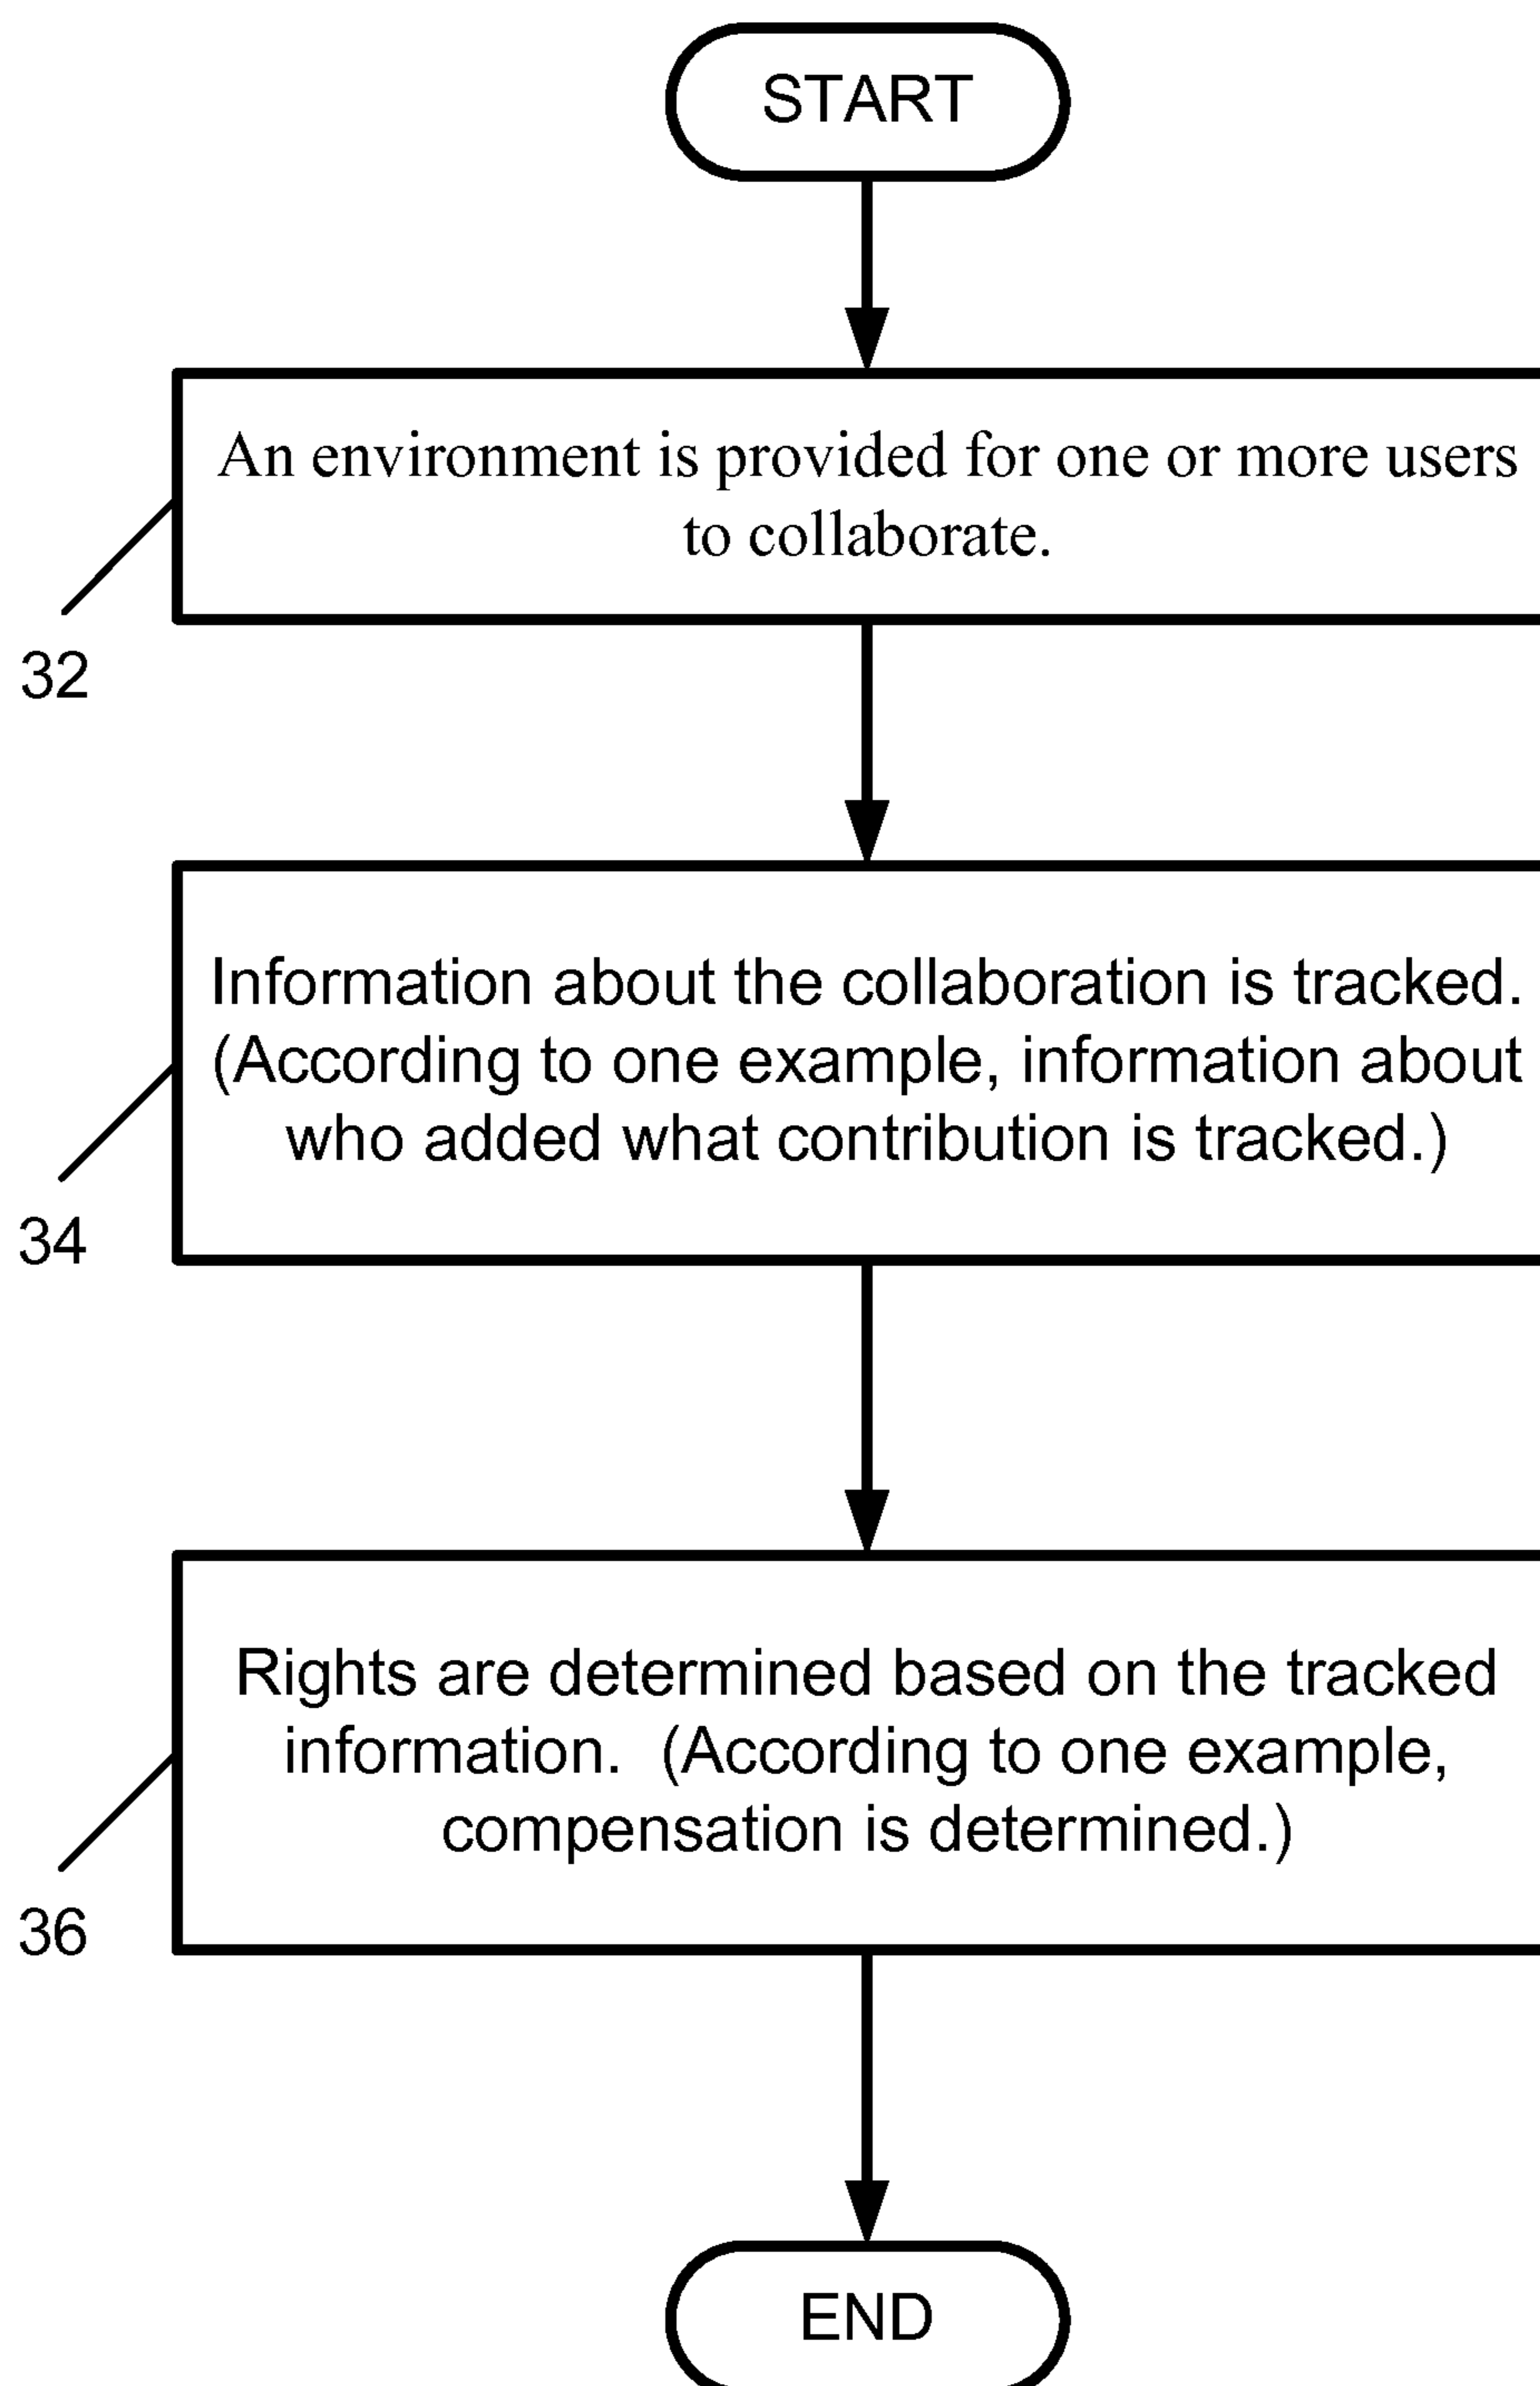 START
An environment is provided for one or more users
to collaborate.
32
Information about the collaboration is tracked.
(According to one example, information about
who added what contribution is tracked.)
34
Rights are determined based on the tracked
information.  (According to one example,
compensation is determined.)
36
END